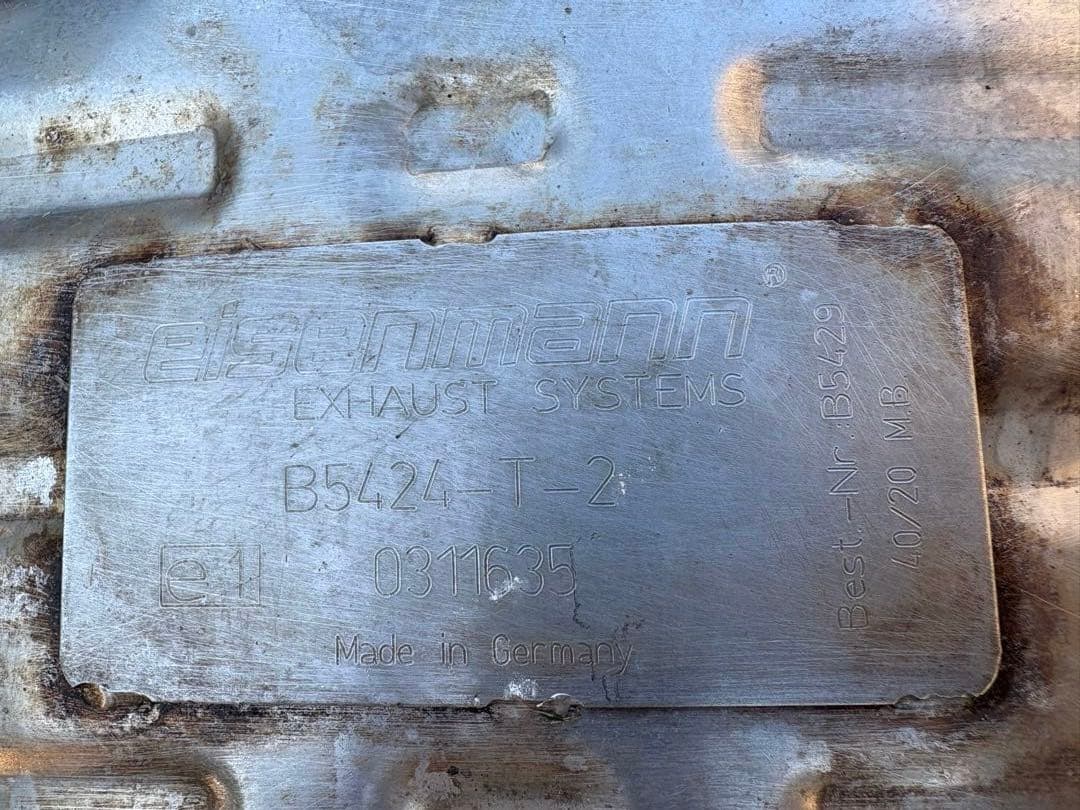 eisenmann®
EXHAUST SYSTEMS
B5424-T-2
e1 0311635
Made in Germany
Best.-Nr.:B5429
40/20 M.B.